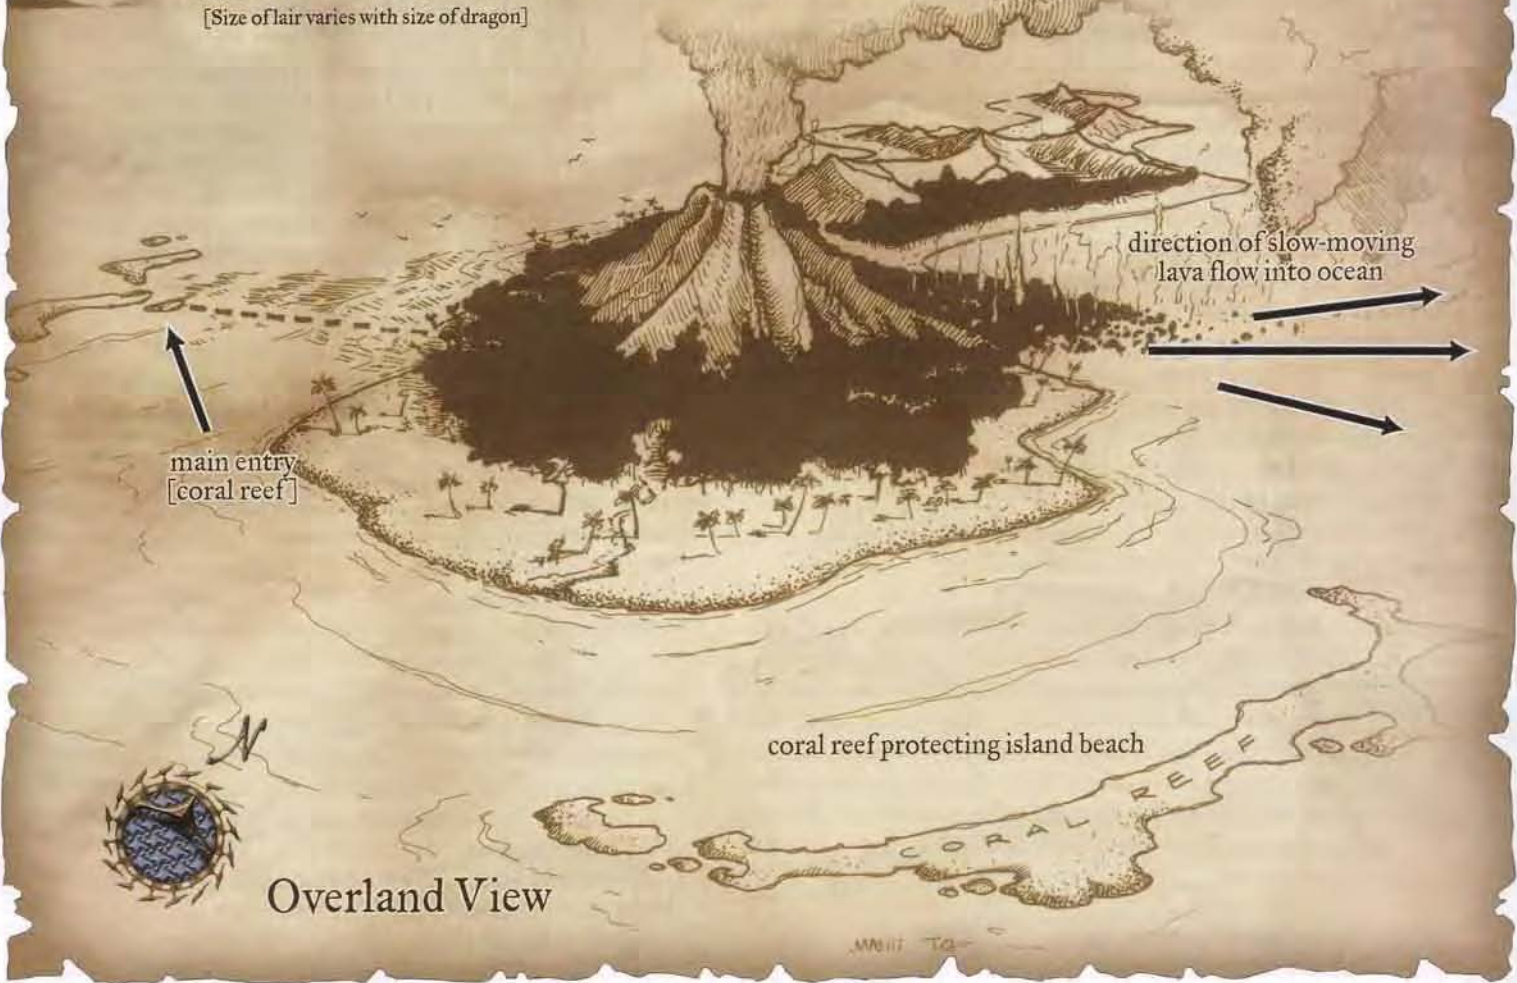 [Size of lair varies with size of dragon]
direction of slow-moving
lava flow into ocean
main entry
[coral reef]
coral reef protecting island beach
CORAL REEF
N
Overland View